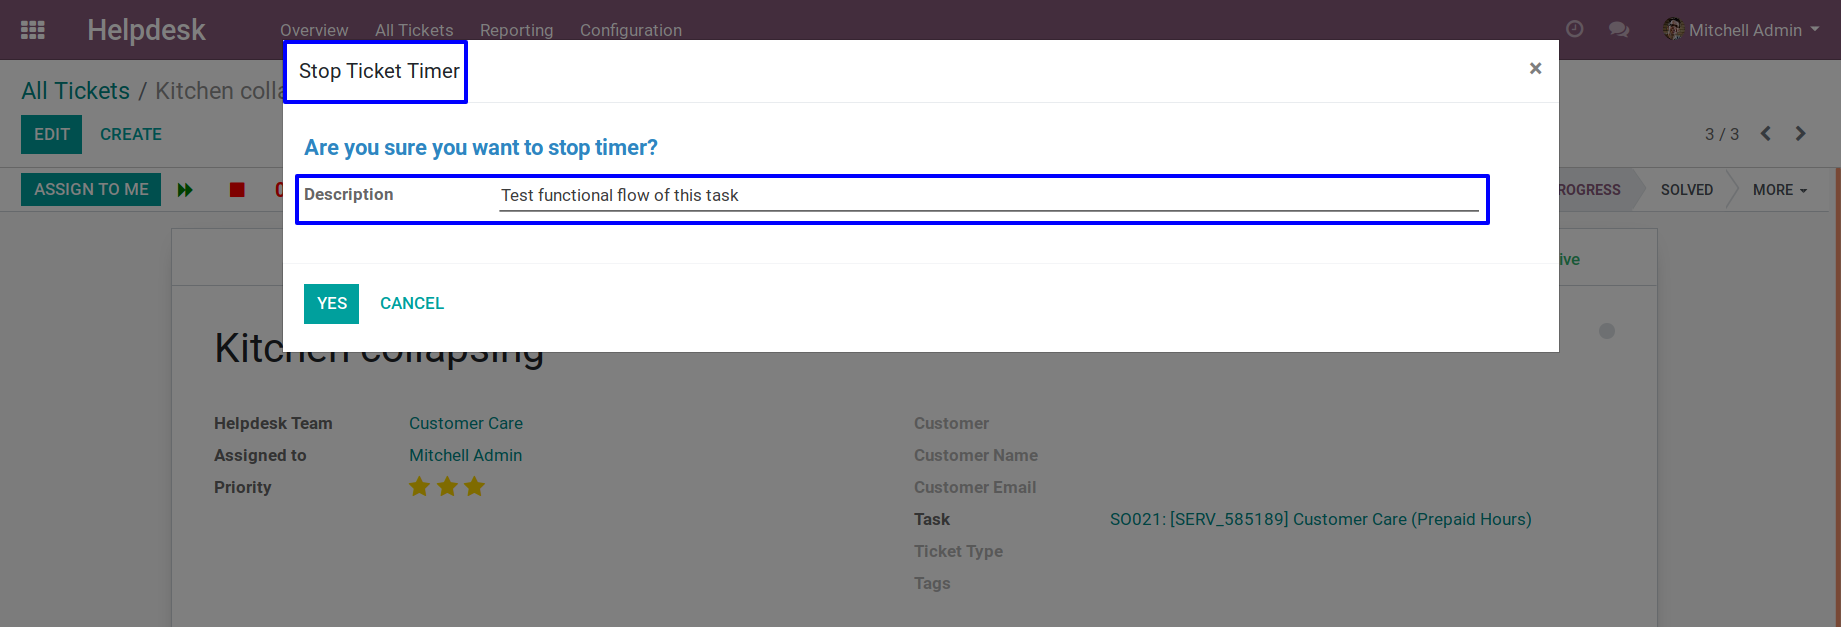 Helpdesk Overview All Tickets Reporting Configuration Mitchell Admin
Stop Ticket Timer ×
All Tickets / Kitchen colla
EDIT CREATE 3 / 3
Are you sure you want to stop timer?
ASSIGN TO ME 0 ROGRESS SOLVED MORE
Description Test functional flow of this task
ive
YES CANCEL
Kitchen collapsing
Helpdesk Team Customer Care Customer
Assigned to Mitchell Admin Customer Name
Priority Customer Email
Task SO021: [SERV_585189] Customer Care (Prepaid Hours)
Ticket Type
Tags